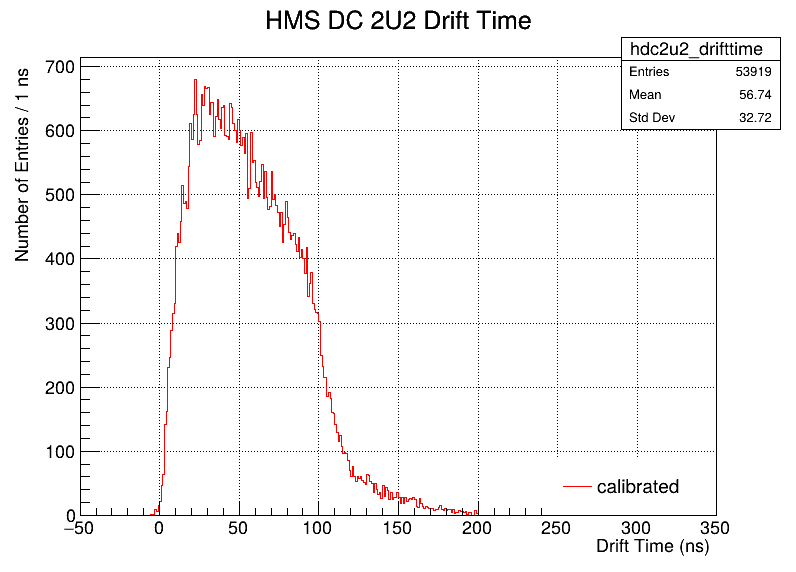 HMS DC 2U2 Drift Time
hdc2u2_drifttime
Entries 53919
Mean 56.74
Std Dev 32.72
Number of Entries / 1 ns
700
600
500
400
300
200
100
0
−50 0 50 100 150 200 250 300 350
Drift Time (ns)
calibrated